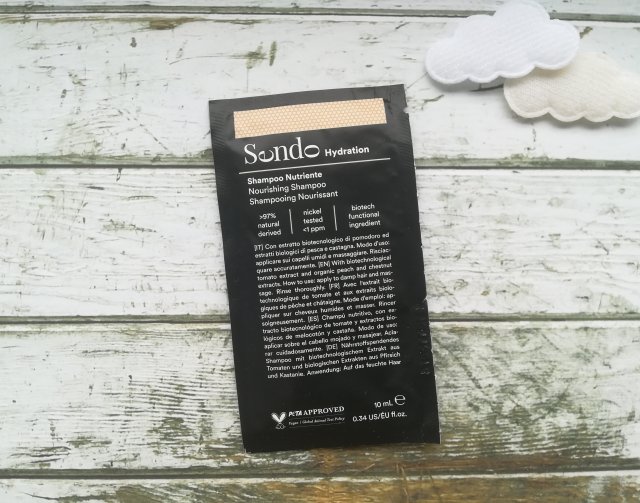 Sendo Hydration
Shampoo Nutriente
Nourishing Shampoo
Shampooing Nourissant
>97%
natural
derived
nickel
tested
<1 ppm
biotech
functional
ingredient
[IT] Con estratto biotecnologico di pomodoro ed
estratti biologici di pesca e castagna. Modo d'uso:
applicare sui capelli umidi e massaggiare. Risciac-
quare accuratamente. [EN] With biotechnological
tomato extract and organic peach and chestnut
extracts. How to use: apply to damp hair and mas-
sage. Rinse thoroughly. [FR] Avec l'extrait bio-
technologique de tomate et aux extraits biolo-
giques de pêche et châtaigne. Mode d'emploi: ap-
pliquer sur cheveux humides et masser. Rincer
soigneusement. [ES] Champú nutritivo, con ex-
tracto biotecnológico de tomate y extractos bio-
lógicos de melocotón y castaña. Modo de uso:
aplicar sobre el cabello mojado y masajear. Acla-
rar cuidadosamente. [DE] Nährstoffspendendes
Shampoo mit biotechnologischem Extrakt aus
Tomaten und biologischen Extrakten aus Pfirsich
und Kastanie. Anwendung: Auf das feuchte Haar
PETA APPROVED
Vegan | Global Animal Test Policy
10 mL e
0.34 US/EU fl.oz.